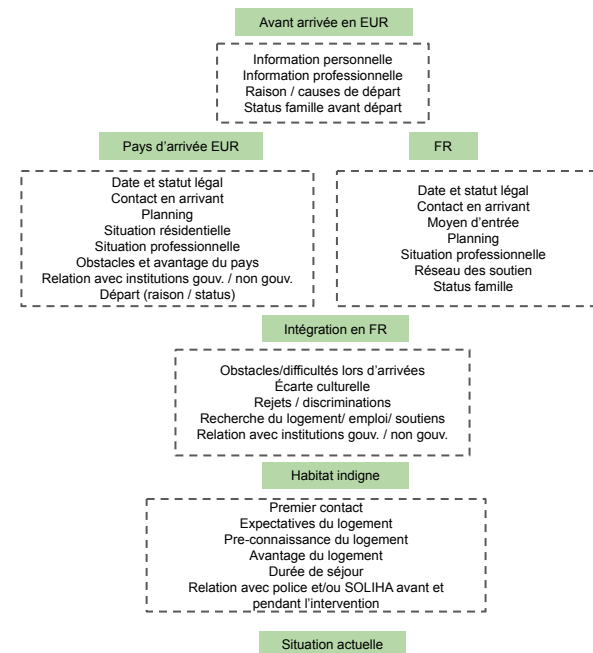 Avant arrivée en EUR
Information personnelle
Information professionnelle
Raison / causes de départ
Status famille avant départ
Pays d'arrivée EUR
Date et statut légal
Contact en arrivant
Planning
Situation résidentielle
Situation professionnelle
Obstacles et avantage du pays
Relation avec institutions gouv. / non gouv.
Départ (raison / status)
FR
Date et statut légal
Contact en arrivant
Moyen d'entrée
Planning
Situation professionnelle
Réseau des soutien
Status famille
Intégration en FR
Obstacles/difficultés lors d'arrivées
Écarte culturelle
Rejets / discriminations
Recherche du logement/ emploi/ soutiens
Relation avec institutions gouv. / non gouv.
Habitat indigne
Premier contact
Expectatives du logement
Pre-connaissance du logement
Avantage du logement
Durée de séjour
Relation avec police et/ou SOLIHA avant et
pendant l'intervention
Situation actuelle